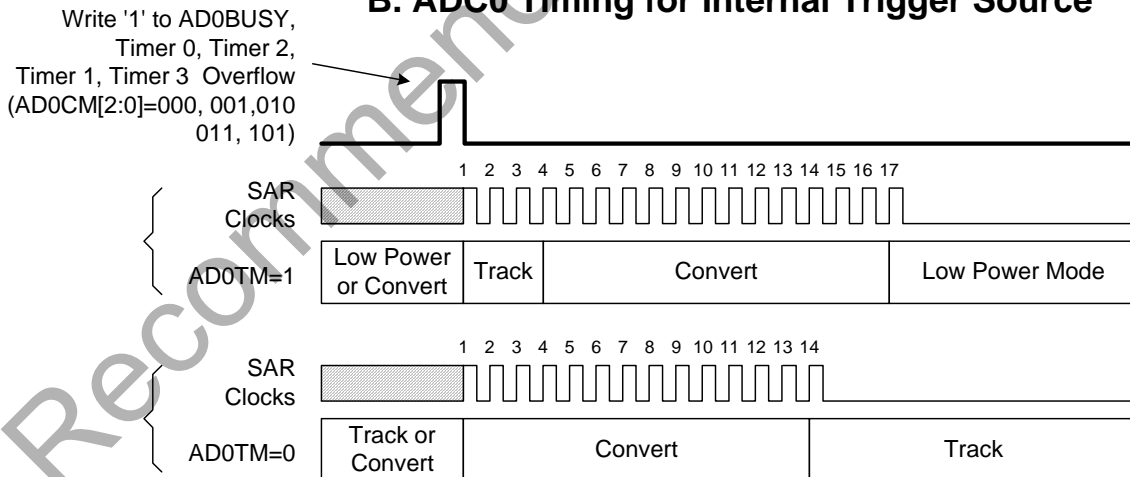 B. ADC0 Timing for Internal Trigger Source
Write '1' to AD0BUSY,
Timer 0, Timer 2,
Timer 1, Timer 3 Overflow
(AD0CM[2:0]=000, 001,010
011, 101)
1 2 3 4 5 6 7 8 9 10 11 12 13 14 15 16 17
SAR
Clocks
AD0TM=1
Low Power
or Convert
Track
Convert
Low Power Mode
1 2 3 4 5 6 7 8 9 10 11 12 13 14
SAR
Clocks
AD0TM=0
Track or
Convert
Convert
Track
Recommen